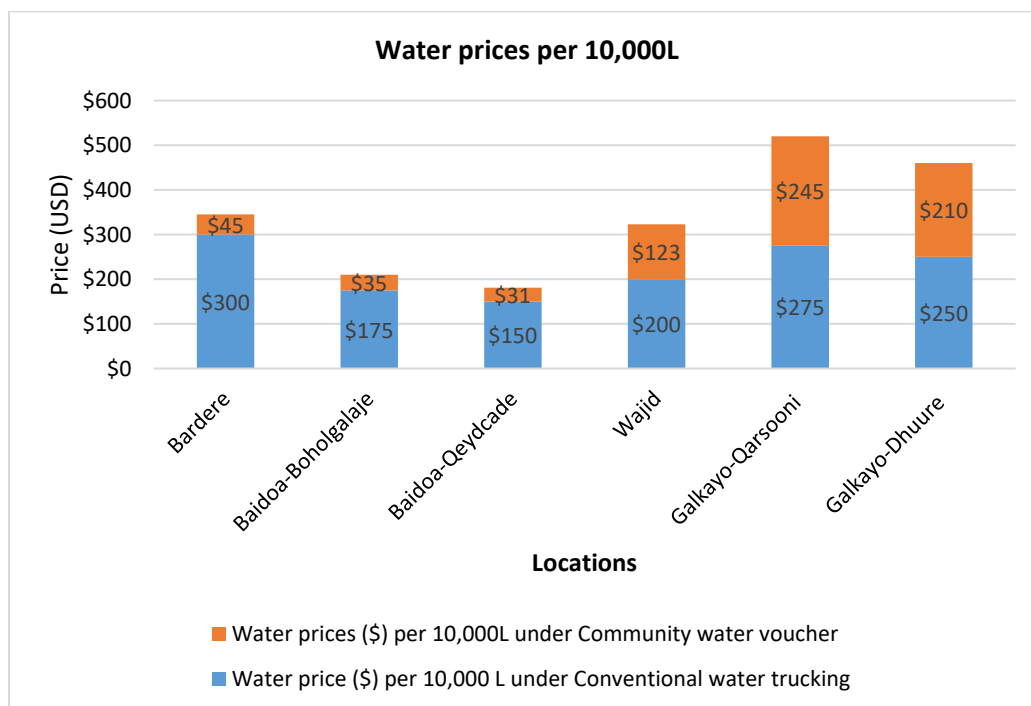 Water prices per 10,000L
$600
$500
$400
$300
$200
$100
$0
Price (USD)
$45
$300
$35
$175
$31
$150
$123
$200
$245
$275
$210
$250
Bardere
Baidoa-Boholgalaje
Baidoa-Qeydcade
Wajid
Galkayo-Qarsooni
Galkayo-Dhuure
Locations
Water prices ($) per 10,000L under Community water voucher
Water price ($) per 10,000 L under Conventional water trucking